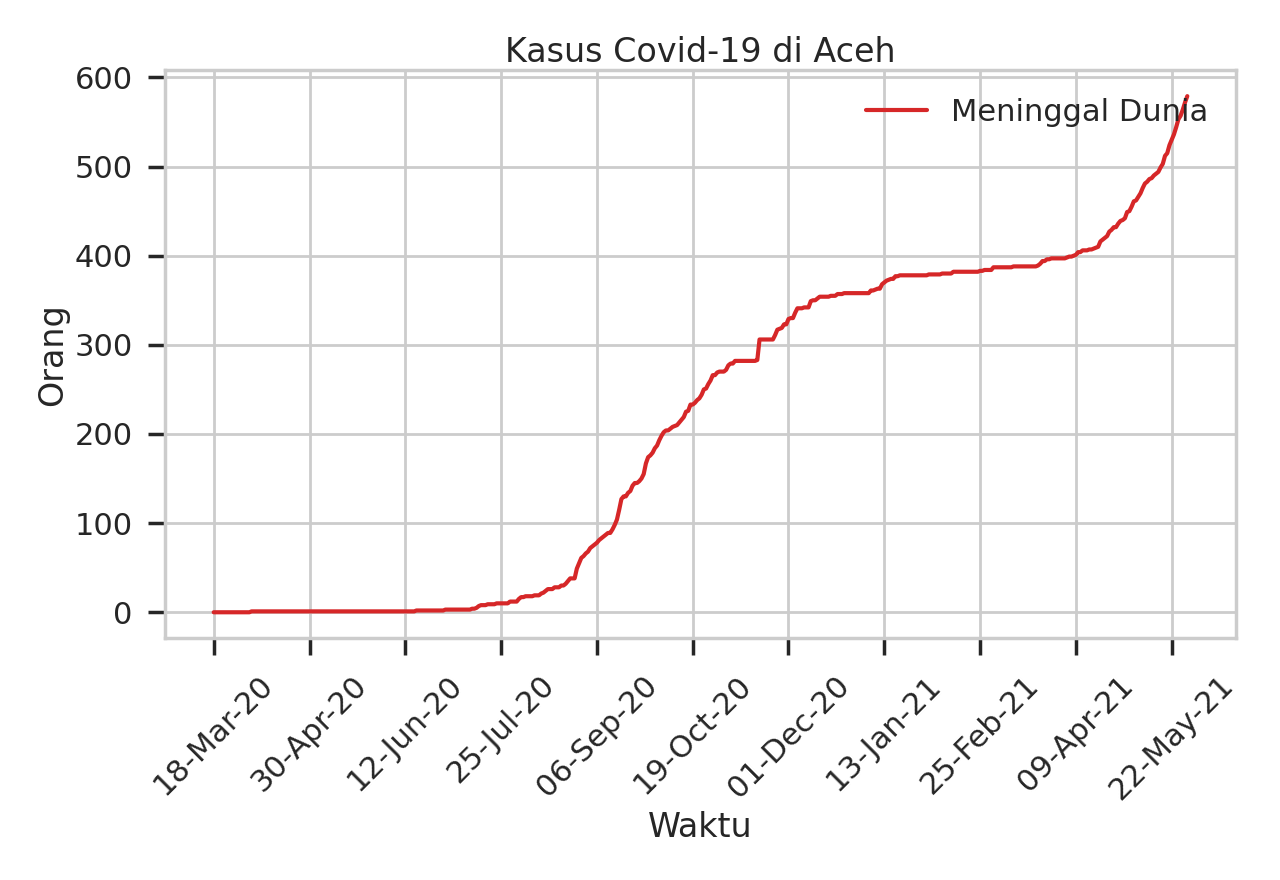 Kasus Covid-19 di Aceh
Meninggal Dunia
Orang
600
500
400
300
200
100
0
18-Mar-20
30-Apr-20
12-Jun-20
25-Jul-20
06-Sep-20
19-Oct-20
01-Dec-20
13-Jan-21
25-Feb-21
09-Apr-21
22-May-21
Waktu